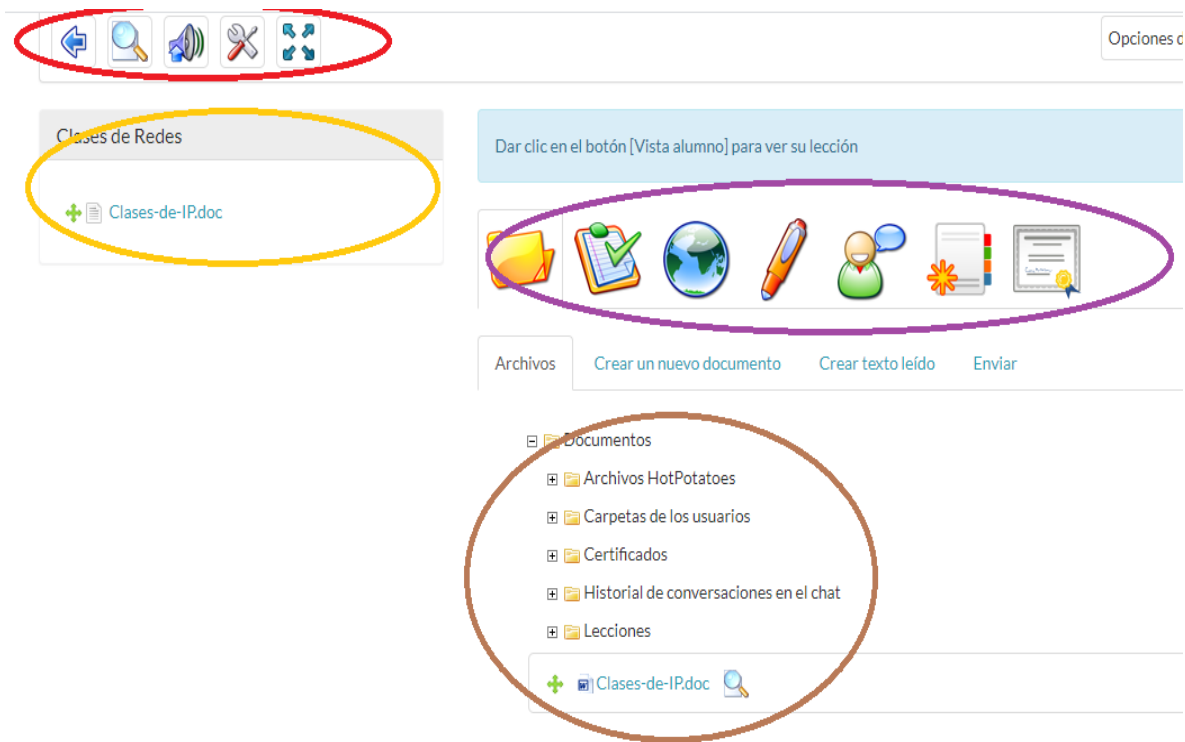 Opciones d
Clases de Redes
Clases-de-IP.doc
Dar clic en el botón [Vista alumno] para ver su lección
Archivos Crear un nuevo documento Crear texto leído Enviar
Documentos
Archivos HotPotatoes
Carpetas de los usuarios
Certificados
Historial de conversaciones en el chat
Lecciones
Clases-de-IP.doc